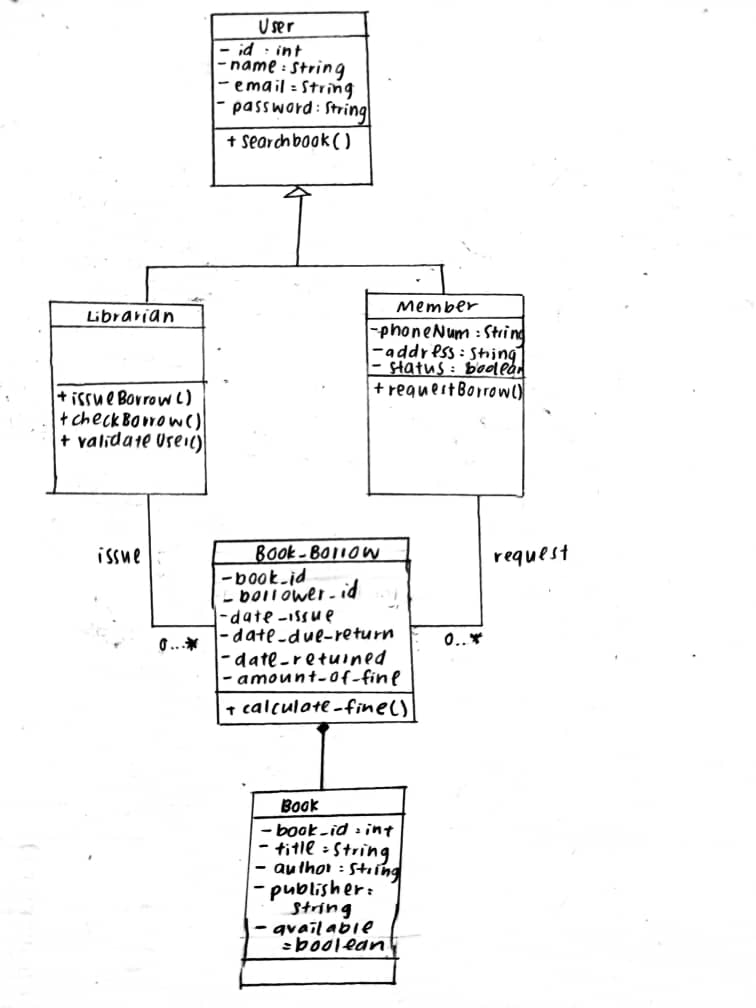 User
- id : int
- name : String
- email : String
- password : String
+ searchbook()
Librarian
+ issueBorrow()
+ checkBorrow()
+ validateUser()
Member
- phoneNum : String
- address : String
- status : boolean
+ requestBorrow()
issue
request
Book_Borrow
- book_id
- borrower_id
- date_issue
- date_due_return
- date_returned
- amount_of_fine
+ calculate_fine()
0...*
0..*
Book
- book_id : int
- title : String
- author : String
- publisher :
String
- available
: boolean